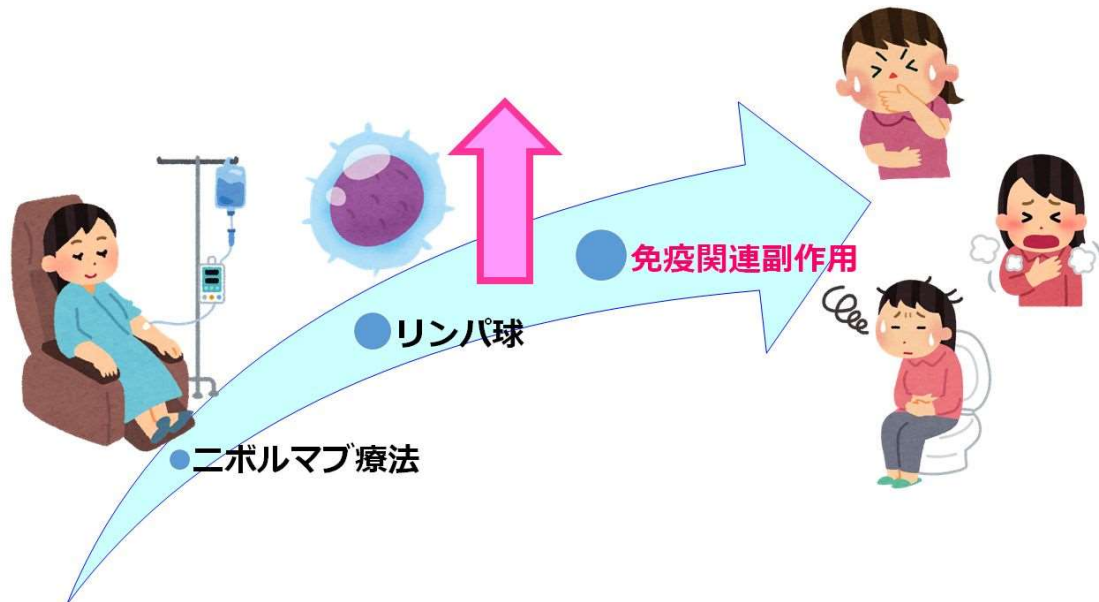 ニボルマブ療法
リンパ球
免疫関連副作用